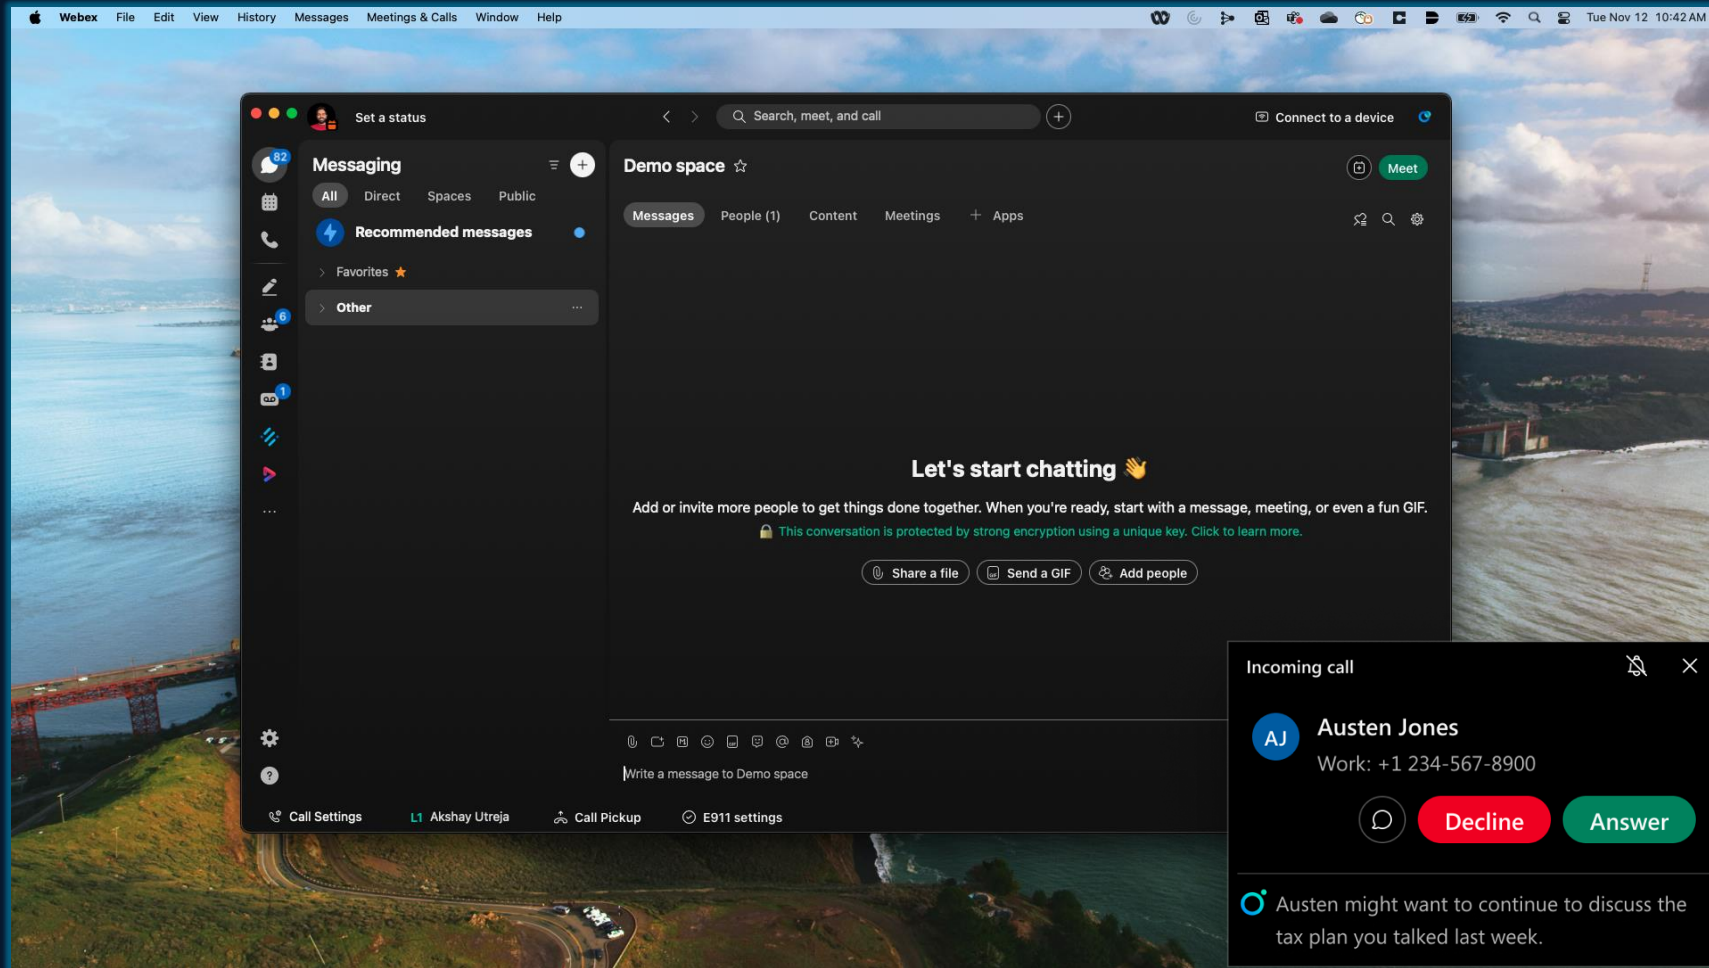 Webex File Edit View History Messages Meetings & Calls Window Help Tue Nov 12 10:42 AM
Set a status Search, meet, and call Connect to a device
82
Messaging
All Direct Spaces Public
Recommended messages
Favorites
Other
6
1
Demo space Meet
Messages People (1) Content Meetings + Apps
Let's start chatting 👋
Add or invite more people to get things done together. When you're ready, start with a message, meeting, or even a fun GIF.
This conversation is protected by strong encryption using a unique key. Click to learn more.
Share a file Send a GIF Add people
Write a message to Demo space
Call Settings L1 Akshay Utreja Call Pickup E911 settings
Incoming call
AJ Austen Jones
Work: +1 234-567-8900
Decline Answer
Austen might want to continue to discuss the
tax plan you talked last week.